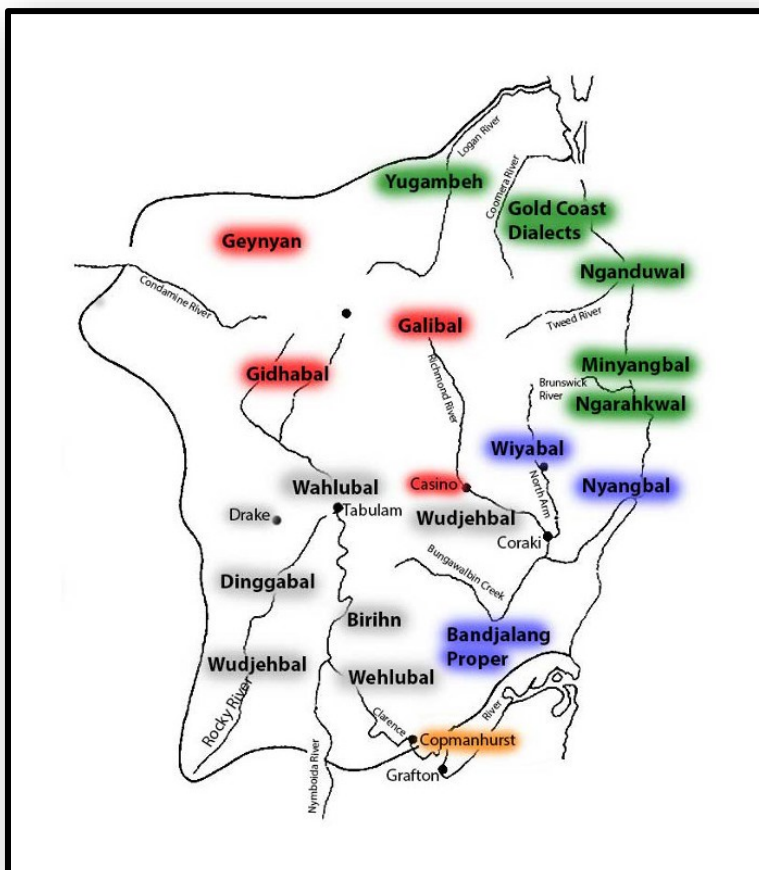 Logan River
Yugambeh
Coomera River
Gold Coast
Dialects
Geynyan
Nganduwal
Condamine River
Tweed River
Galibal
Richmond River
Gidhabal
Minyangbal
Brunswick
River
Ngarahkwal
Wiyabal
North Arm
Wahlubal
Casino
Nyangbal
Drake
Tabulam
Wudjehbal
Coraki
Bungawalbin Creek
Dinggabal
Birihn
Bandjalang
Proper
Wudjehbal
Wehlubal
Rocky River
Clarence
River
Copmanhurst
Nymboida River
Grafton